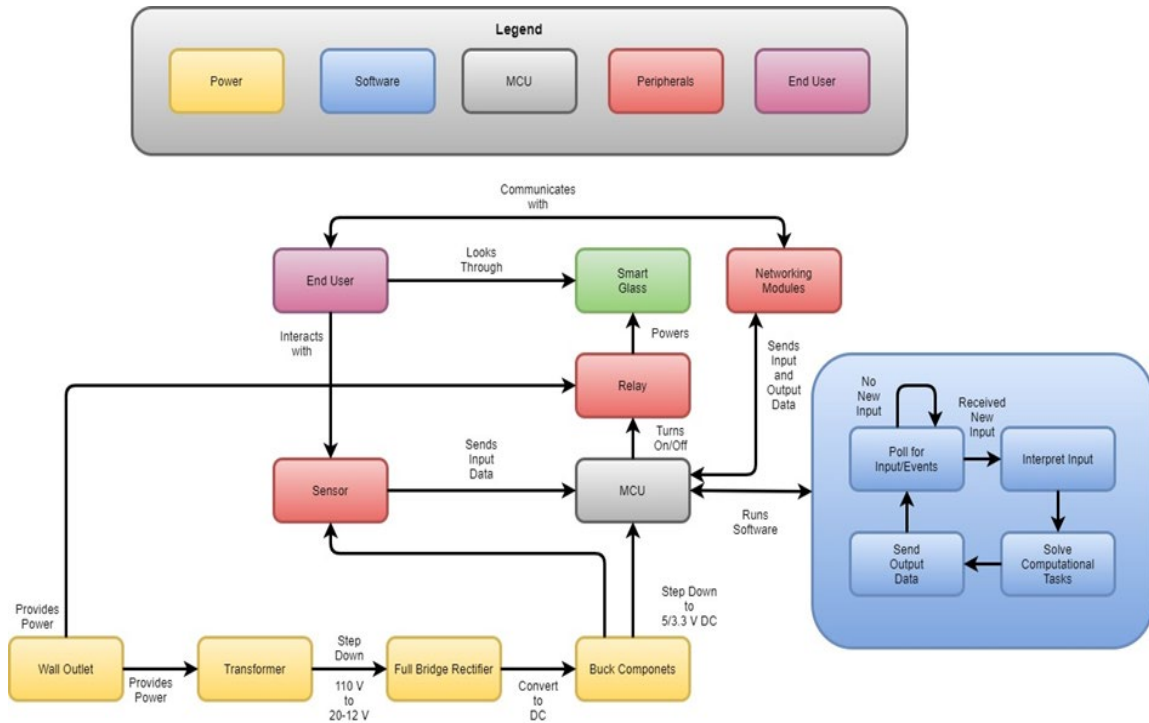 Legend
Power
Software
MCU
Peripherals
End User
Communicates
with
End User
Looks
Through
Smart
Glass
Networking
Modules
Interacts
with
Powers
Sends
Input
and
Output
Data
Relay
Turns
On/Off
No
New
Input
Received
New
Input
Poll for
Input/Events
Interpret Input
Sensor
Sends
Input
Data
MCU
Runs
Software
Send
Output
Data
Solve
Computational
Tasks
Provides
Power
Step Down
to
5/3.3 V DC
Wall Outlet
Provides
Power
Transformer
Step
Down
110 V
to
20-12 V
Full Bridge Rectifier
Convert
to
DC
Buck Componets